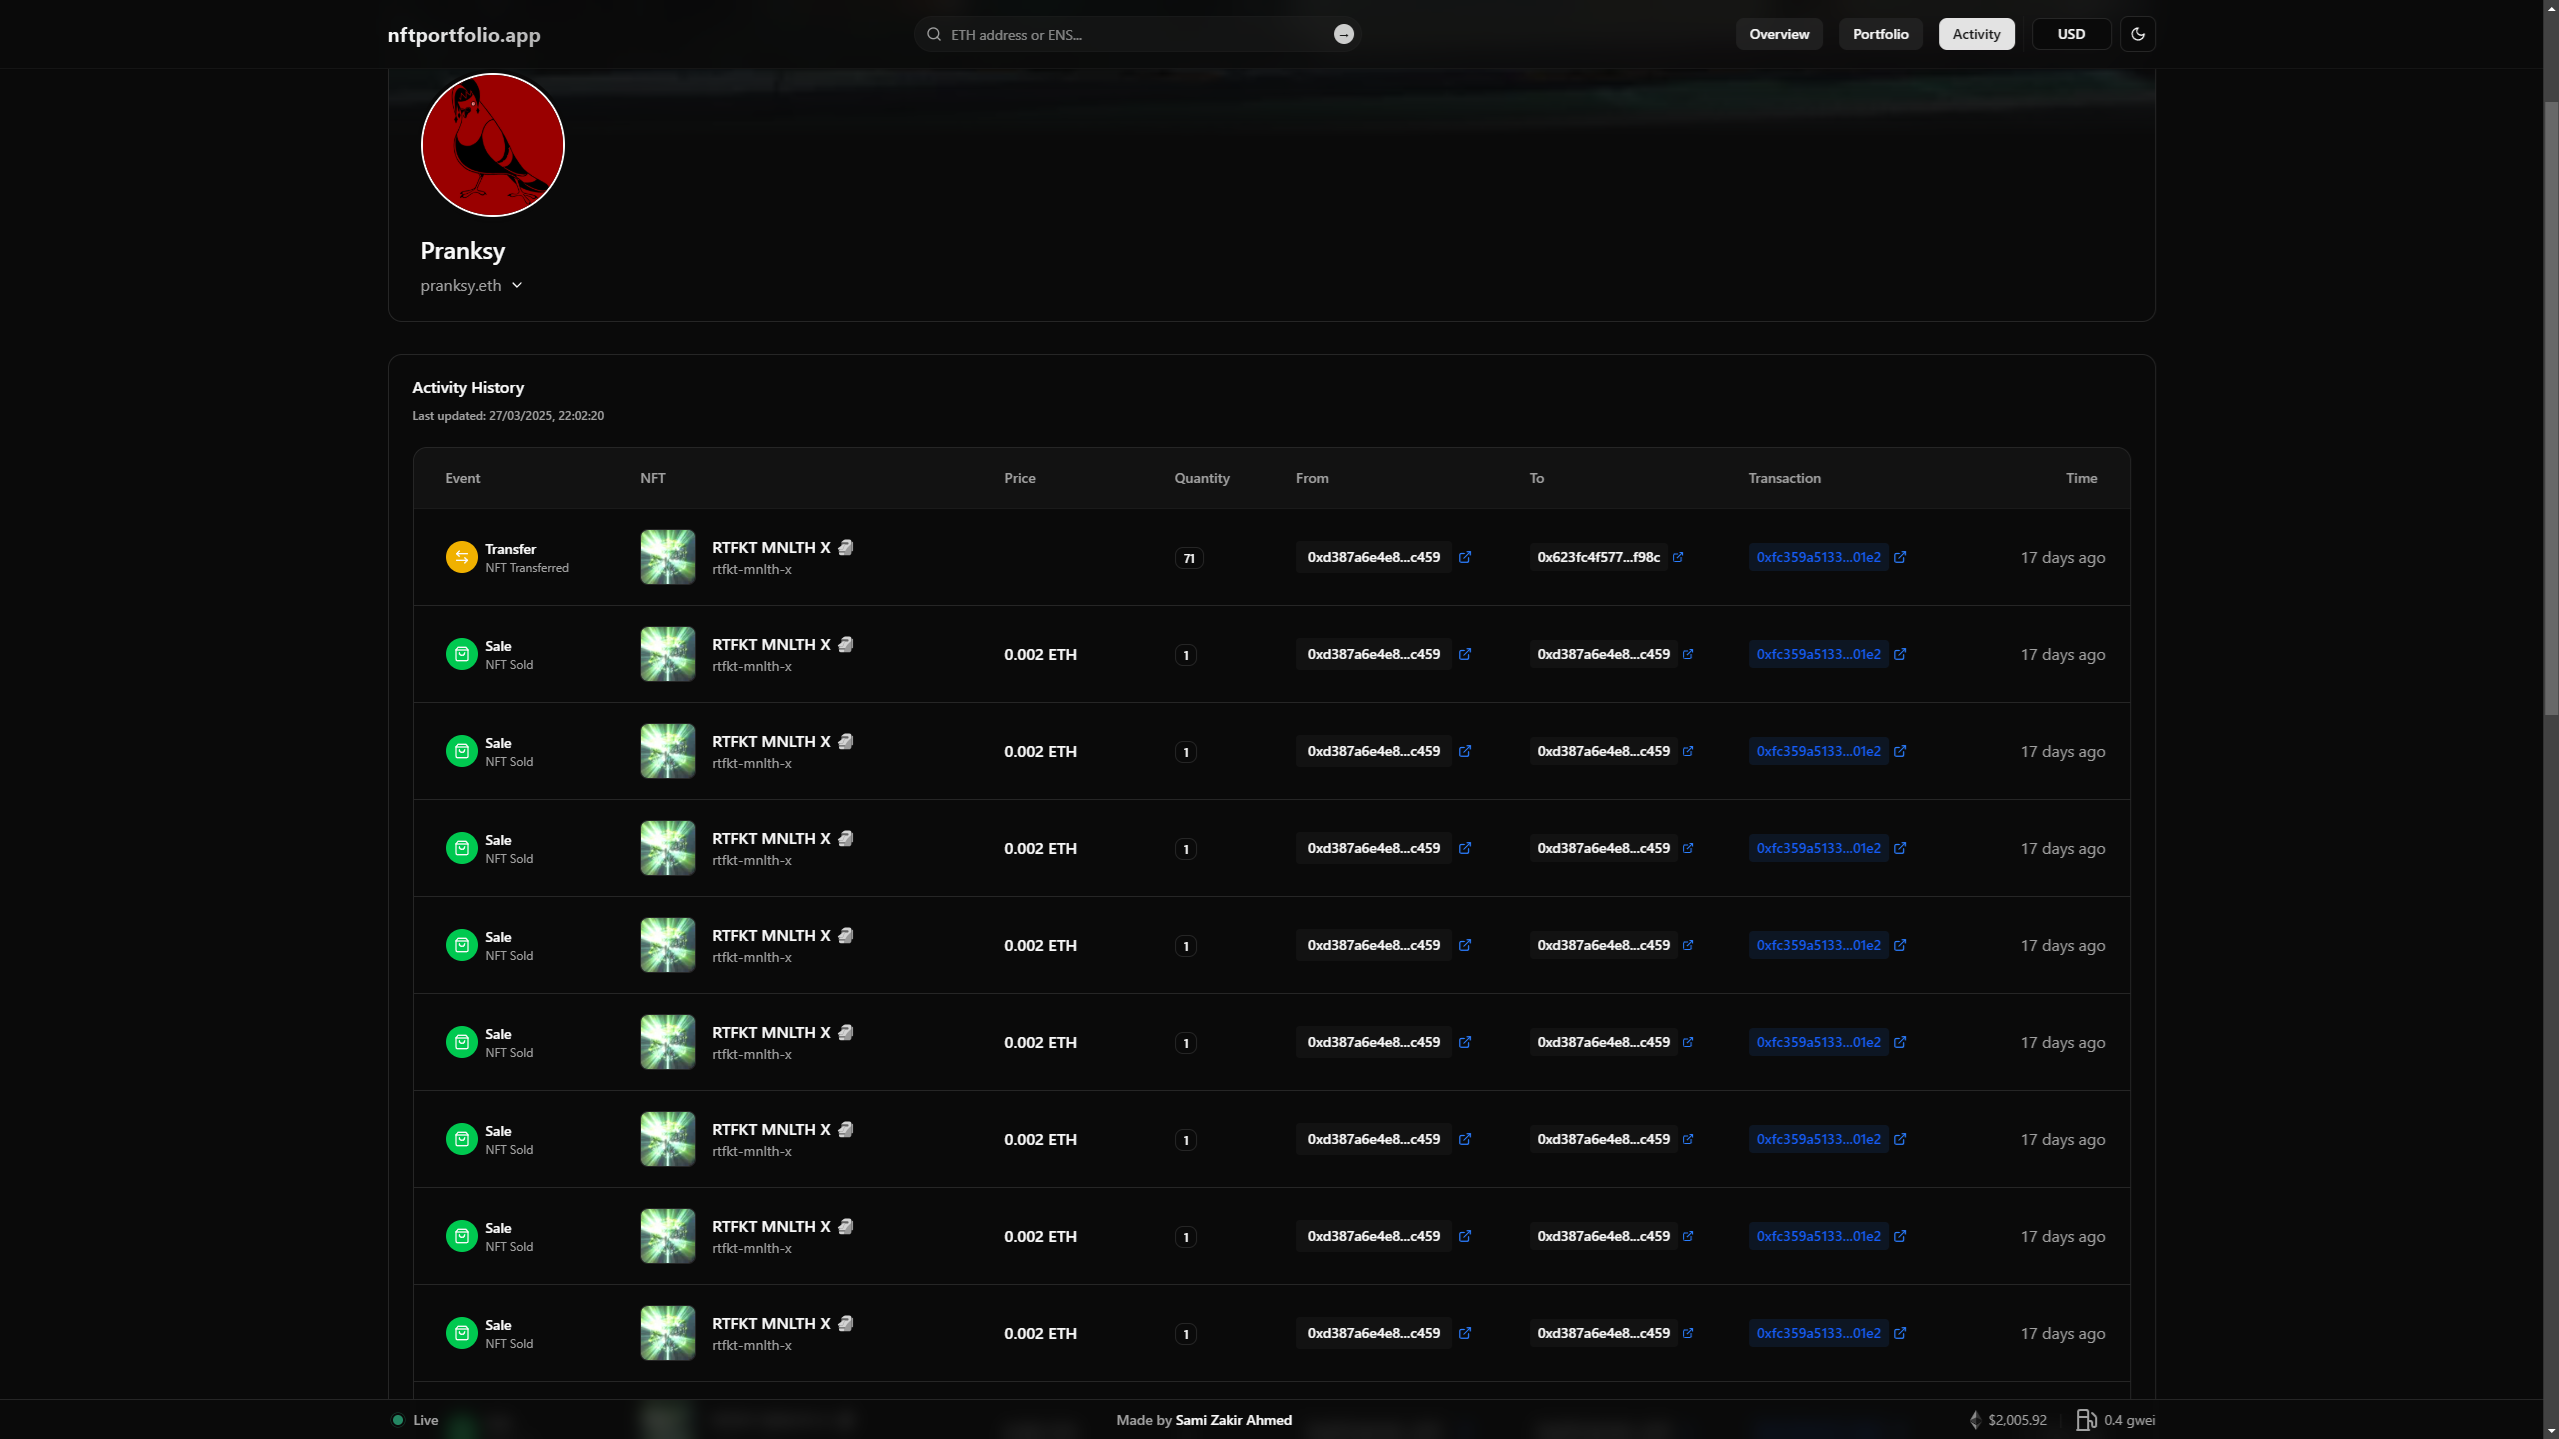 nftportfolio.app
ETH address or ENS...
Overview
Portfolio
Activity
USD
Pranksy
pranksy.eth
Activity History
Last updated: 27/03/2025, 22:02:20
Event NFT Price Quantity From To Transaction Time
Transfer
NFT Transferred
RTFKT MNLTH X 🗿
rtfkt-mnlth-x
71
0xd387a6e4e8...c459
0x623fc4f577...f98c
0xfc359a5133...01e2
17 days ago
Sale
NFT Sold
RTFKT MNLTH X 🗿
rtfkt-mnlth-x
0.002 ETH
1
0xd387a6e4e8...c459
0xd387a6e4e8...c459
0xfc359a5133...01e2
17 days ago
Sale
NFT Sold
RTFKT MNLTH X 🗿
rtfkt-mnlth-x
0.002 ETH
1
0xd387a6e4e8...c459
0xd387a6e4e8...c459
0xfc359a5133...01e2
17 days ago
Sale
NFT Sold
RTFKT MNLTH X 🗿
rtfkt-mnlth-x
0.002 ETH
1
0xd387a6e4e8...c459
0xd387a6e4e8...c459
0xfc359a5133...01e2
17 days ago
Sale
NFT Sold
RTFKT MNLTH X 🗿
rtfkt-mnlth-x
0.002 ETH
1
0xd387a6e4e8...c459
0xd387a6e4e8...c459
0xfc359a5133...01e2
17 days ago
Sale
NFT Sold
RTFKT MNLTH X 🗿
rtfkt-mnlth-x
0.002 ETH
1
0xd387a6e4e8...c459
0xd387a6e4e8...c459
0xfc359a5133...01e2
17 days ago
Sale
NFT Sold
RTFKT MNLTH X 🗿
rtfkt-mnlth-x
0.002 ETH
1
0xd387a6e4e8...c459
0xd387a6e4e8...c459
0xfc359a5133...01e2
17 days ago
Sale
NFT Sold
RTFKT MNLTH X 🗿
rtfkt-mnlth-x
0.002 ETH
1
0xd387a6e4e8...c459
0xd387a6e4e8...c459
0xfc359a5133...01e2
17 days ago
Sale
NFT Sold
RTFKT MNLTH X 🗿
rtfkt-mnlth-x
0.002 ETH
1
0xd387a6e4e8...c459
0xd387a6e4e8...c459
0xfc359a5133...01e2
17 days ago
Live
Made by Sami Zakir Ahmed
$2,005.92
0.4 gwei